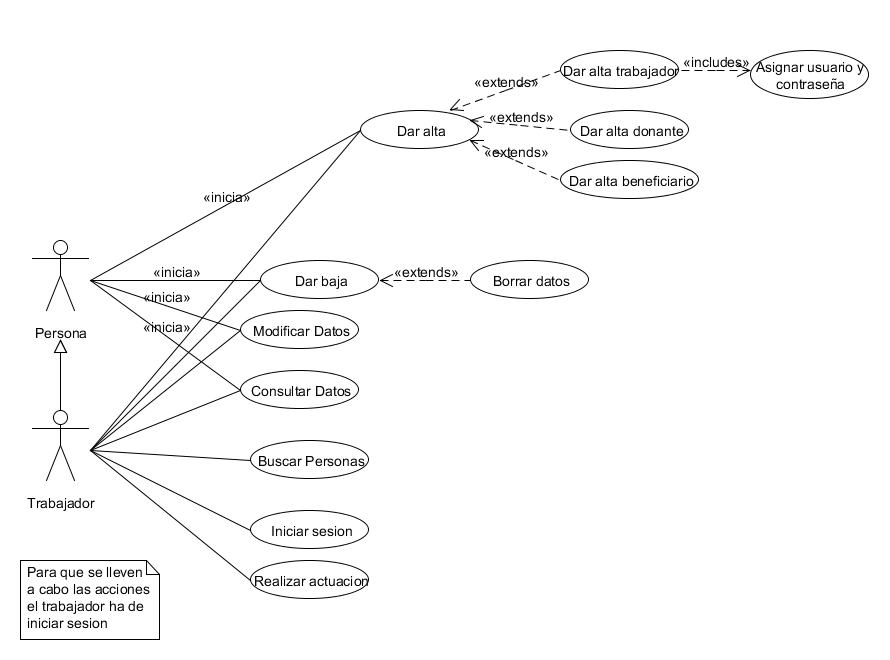 Dar alta trabajador
«includes»
Asignar usuario y
contraseña
«extends»
Dar alta
«extends»
Dar alta donante
«extends»
Dar alta beneficiario
«inicia»
Persona
«inicia»
Dar baja
«extends»
Borrar datos
«inicia»
Modificar Datos
«inicia»
Consultar Datos
Trabajador
Buscar Personas
Iniciar sesion
Realizar actuacion
Para que se lleven
a cabo las acciones
el trabajador ha de
iniciar sesion